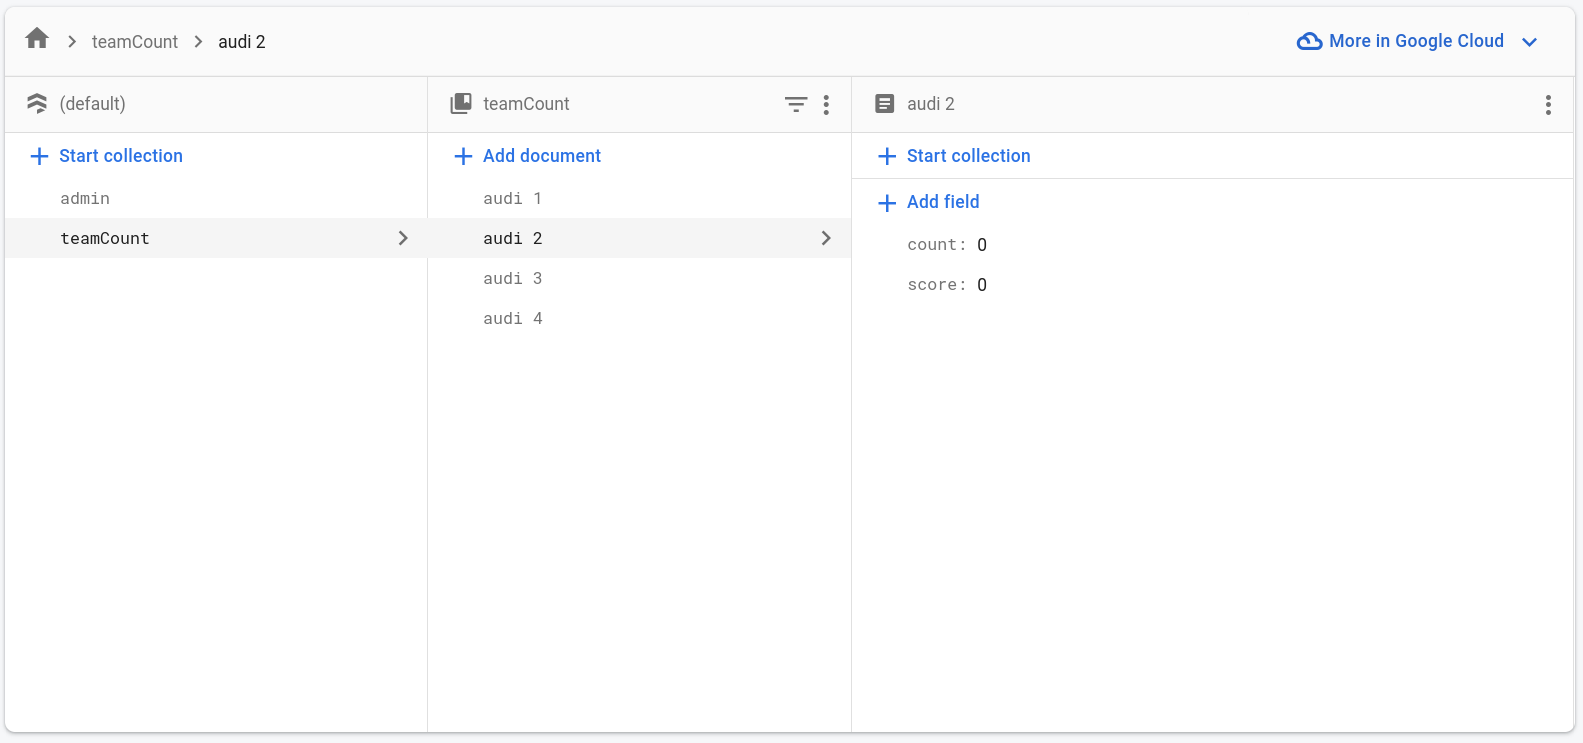 teamCount audi 2 More in Google Cloud
(default)
Start collection
admin
teamCount
teamCount
Add document
audi 1
audi 2
audi 3
audi 4
audi 2
Start collection
Add field
count: 0
score: 0